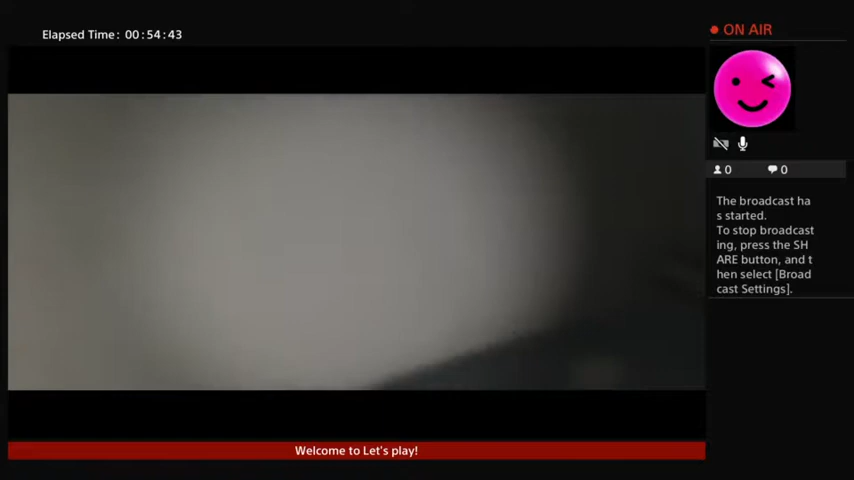 Elapsed Time: 00:54:43
ON AIR
0 0
The broadcast ha
s started.
To stop broadcast
ing, press the SH
ARE button, and t
hen select [Broad
cast Settings].
Welcome to Let's play!